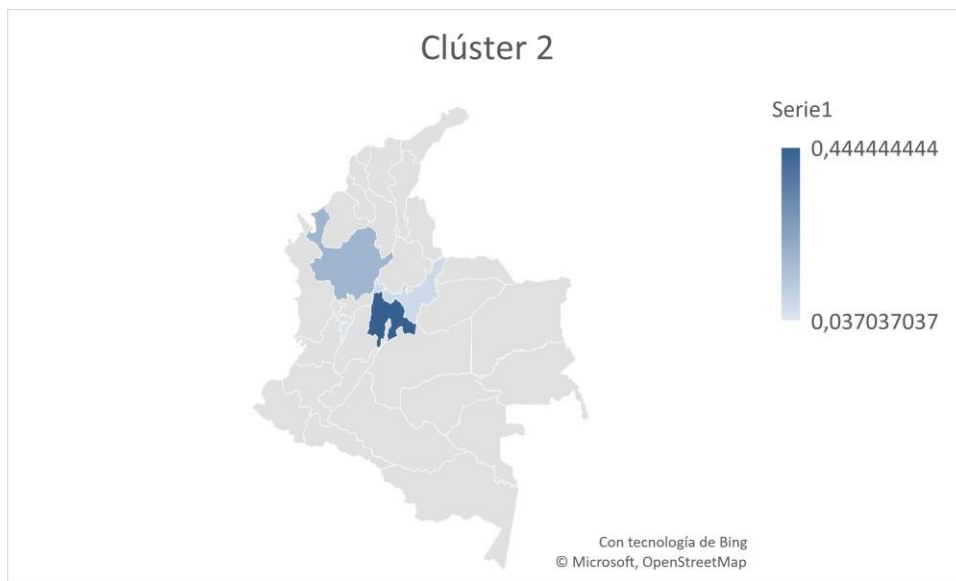 Clúster 2
Serie1
0,444444444
0,037037037
Con tecnología de Bing
© Microsoft, OpenStreetMap